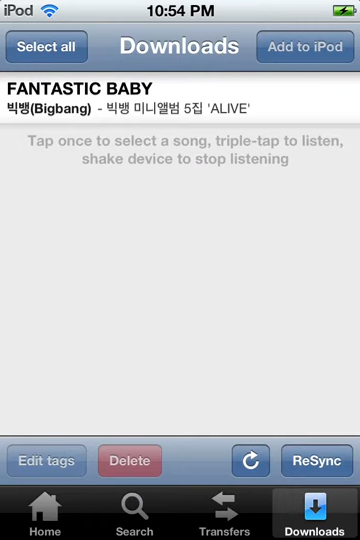 iPod 10:54 PM
Select all Downloads Add to iPod
FANTASTIC BABY
빅뱅(Bigbang) - 빅뱅 미니앨범 5집 'ALIVE'
Tap once to select a song, triple-tap to listen,
shake device to stop listening
Edit tags Delete ReSync
Home Search Transfers Downloads